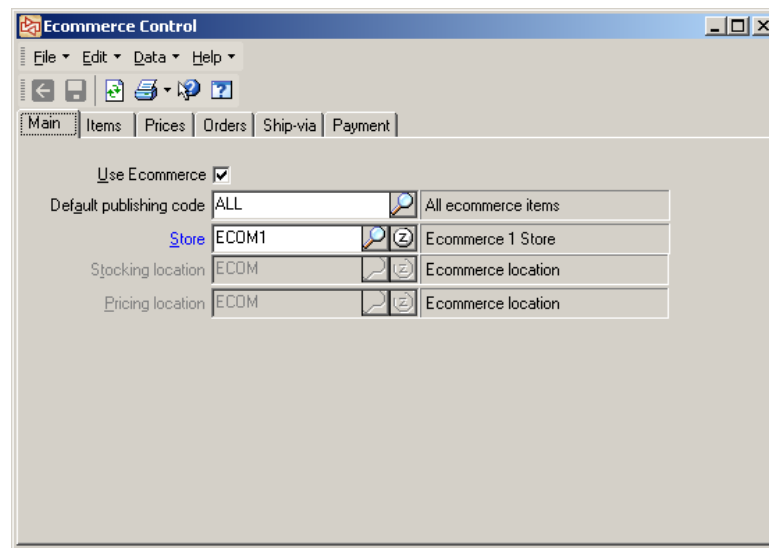 Ecommerce Control
File Edit Data Help
Main Items Prices Orders Ship-via Payment
Use Ecommerce
Default publishing code ALL All ecommerce items
Store ECOM1 Z Ecommerce 1 Store
Stocking location ECOM Z Ecommerce location
Pricing location ECOM Z Ecommerce location